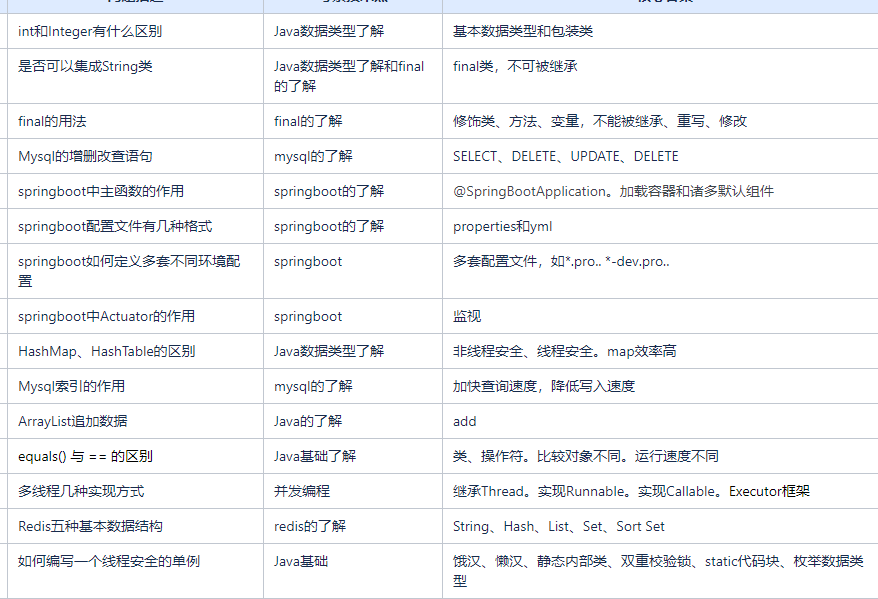 int和Integer有什么区别 Java数据类型了解 基本数据类型和包装类
是否可以集成String类 Java数据类型了解和final 的了解 final类，不可被继承
final的用法 final的了解 修饰类、方法、变量，不能被继承、重写、修改
Mysql的增删改查语句 mysql的了解 SELECT、DELETE、UPDATE、DELETE
springboot中主函数的作用 springboot的了解 @SpringBootApplication。加载容器和诸多默认组件
springboot配置文件有几种格式 springboot的了解 properties和yml
springboot如何定义多套不同环境配 置 springboot 多套配置文件，如*.pro.. *-dev.pro..
springboot中Actuator的作用 springboot 监视
HashMap、HashTable的区别 Java数据类型了解 非线程安全、线程安全。map效率高
Mysql索引的作用 mysql的了解 加快查询速度，降低写入速度
ArrayList追加数据 Java的了解 add
equals() 与 == 的区别 Java基础了解 类、操作符。比较对象不同。运行速度不同
多线程几种实现方式 并发编程 继承Thread。实现Runnable。实现Callable。Executor框架
Redis五种基本数据结构 redis的了解 String、Hash、List、Set、Sort Set
如何编写一个线程安全的单例 Java基础 饿汉、懒汉、静态内部类、双重校验锁、static代码块、枚举数据类 型